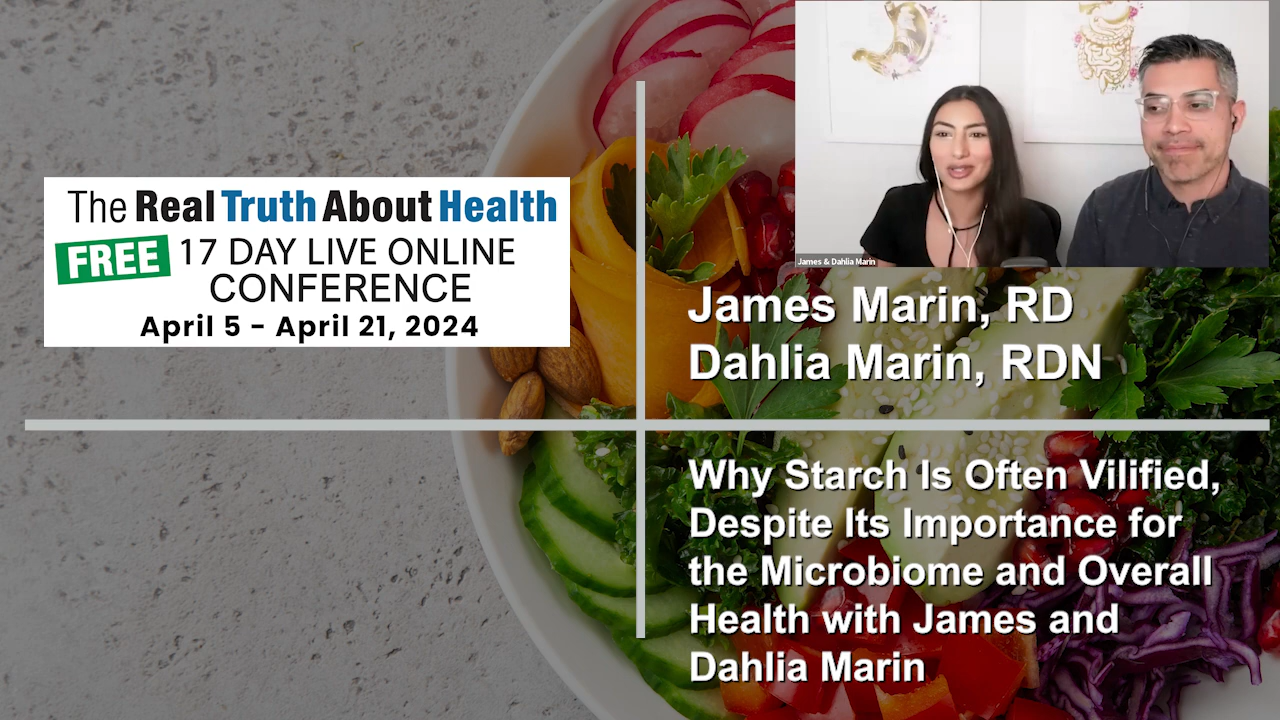 The Real Truth About Health
FREE 17 DAY LIVE ONLINE
CONFERENCE
April 5 - April 21, 2024
James & Dahlia Marin
James Marin, RD
Dahlia Marin, RDN
Why Starch Is Often Vilified,
Despite Its Importance for
the Microbiome and Overall
Health with James and
Dahlia Marin